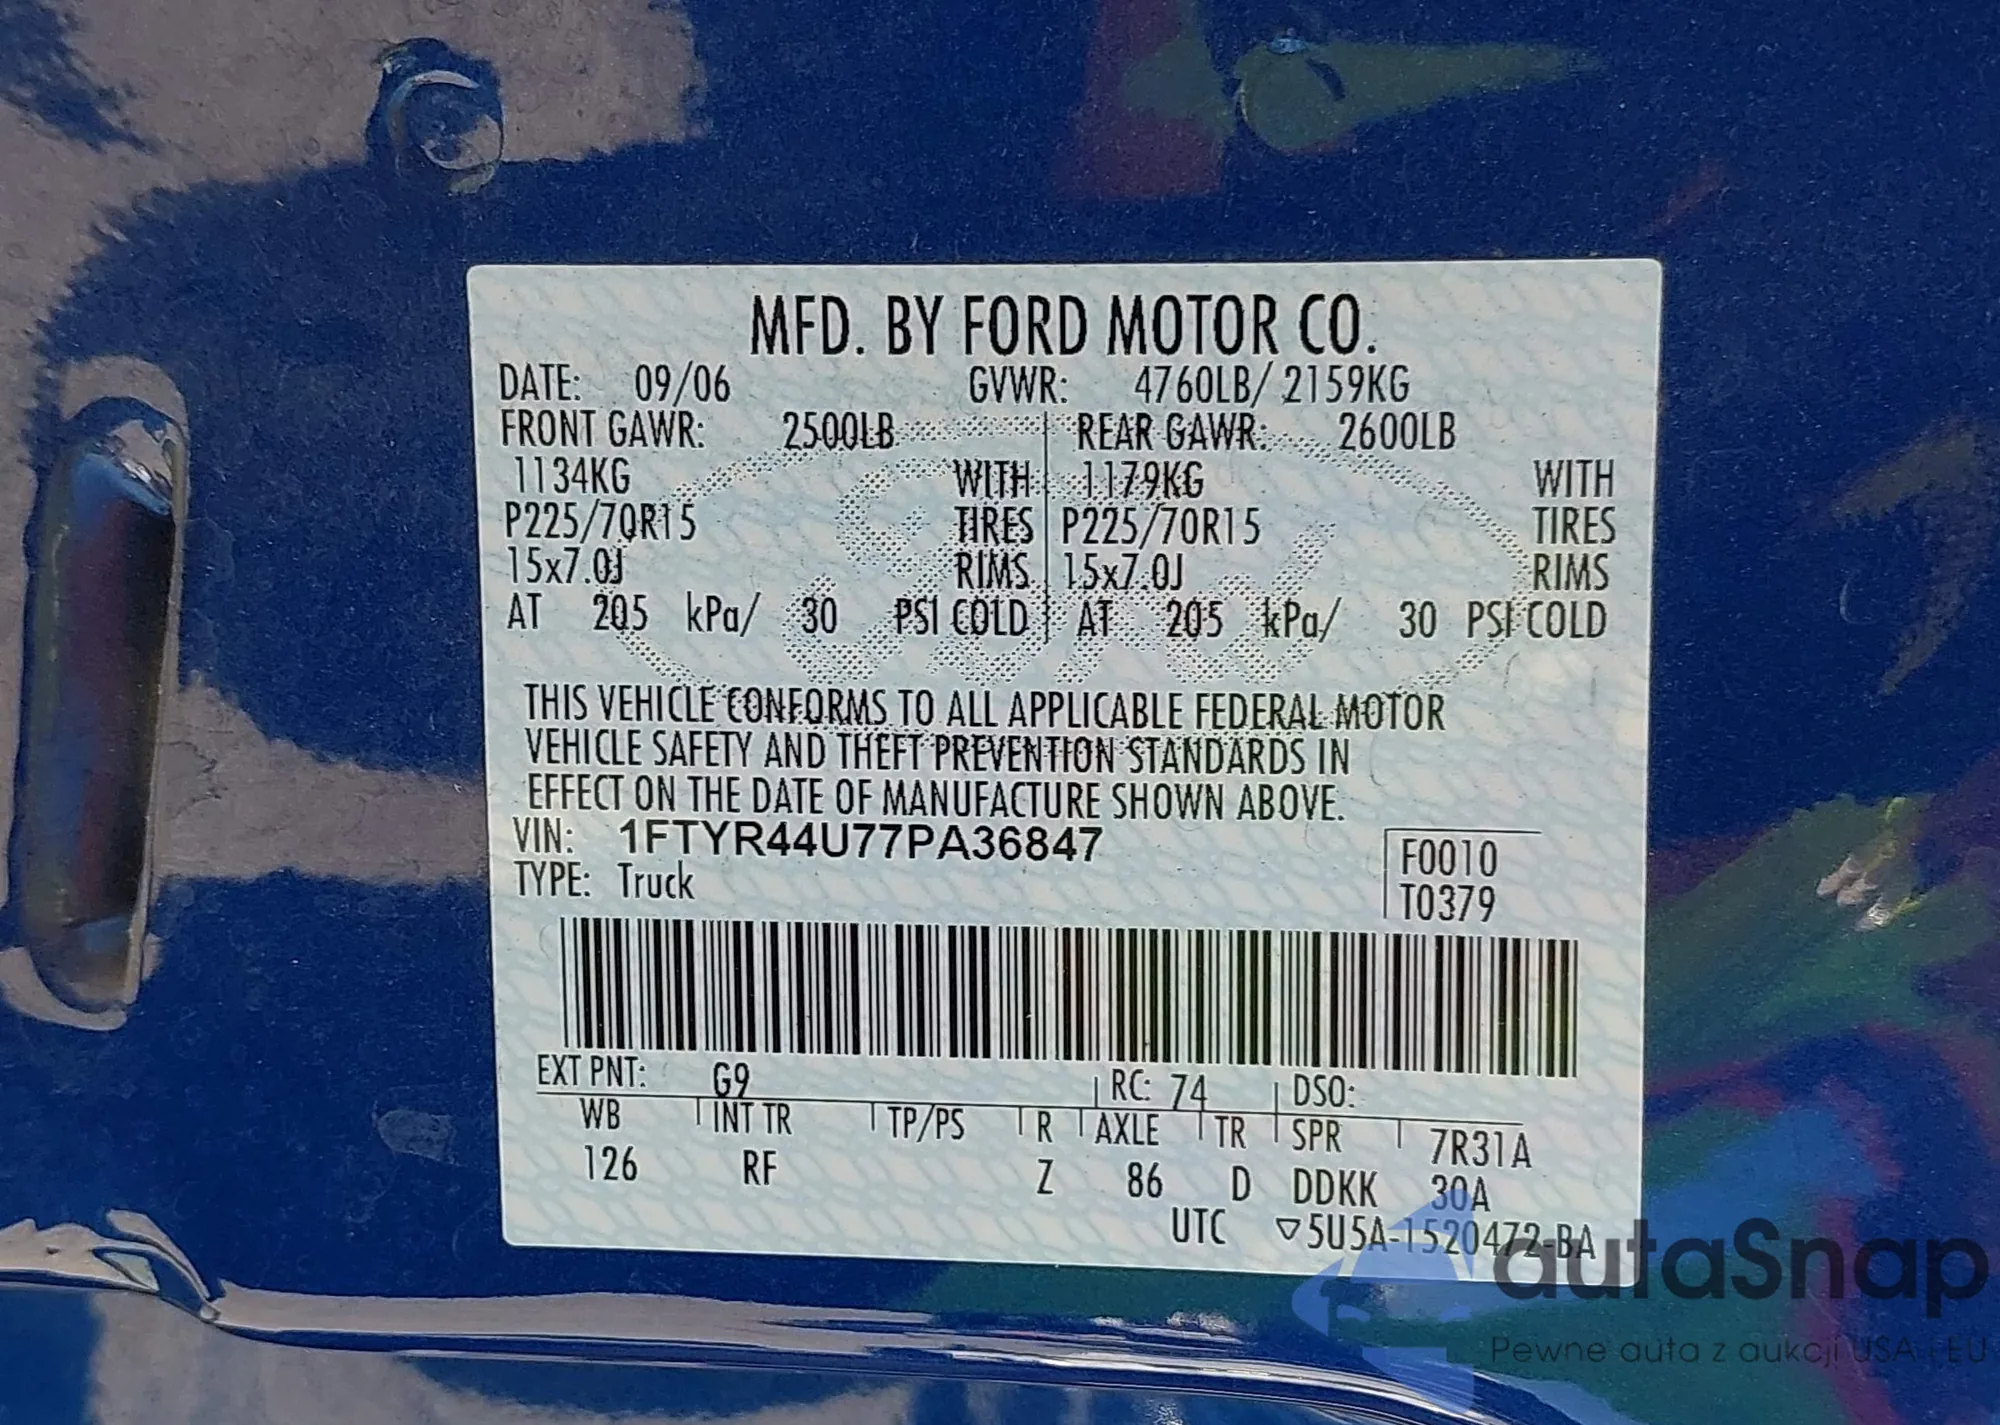 MFD. BY FORD MOTOR CO.
DATE: 09/06 GVWR: 4760LB/ 2159KG
FRONT GAWR: 2500LB REAR GAWR: 2600LB
1134KG WITH 1179KG WITH
P225/70R15 TIRES P225/70R15 TIRES
15x7.0J RIMS 15x7.0J RIMS
AT 205 kPa/ 30 PSI COLD AT 205 kPa/ 30 PSI COLD
THIS VEHICLE CONFORMS TO ALL APPLICABLE FEDERAL MOTOR
VEHICLE SAFETY AND THEFT PREVENTION STANDARDS IN
EFFECT ON THE DATE OF MANUFACTURE SHOWN ABOVE.
VIN: 1FTYR44U77PA36847
TYPE: Truck
F0010
T0379
EXT PNT: G9 RC: 74 DSO:
WB INT TR TP/PS R AXLE TR SPR 7R31A
126 RF Z 86 D DDKK 30A
UTC ▽5U5A-1520472-BA
autaSnap
Pewne auta z aukcji USA i EU